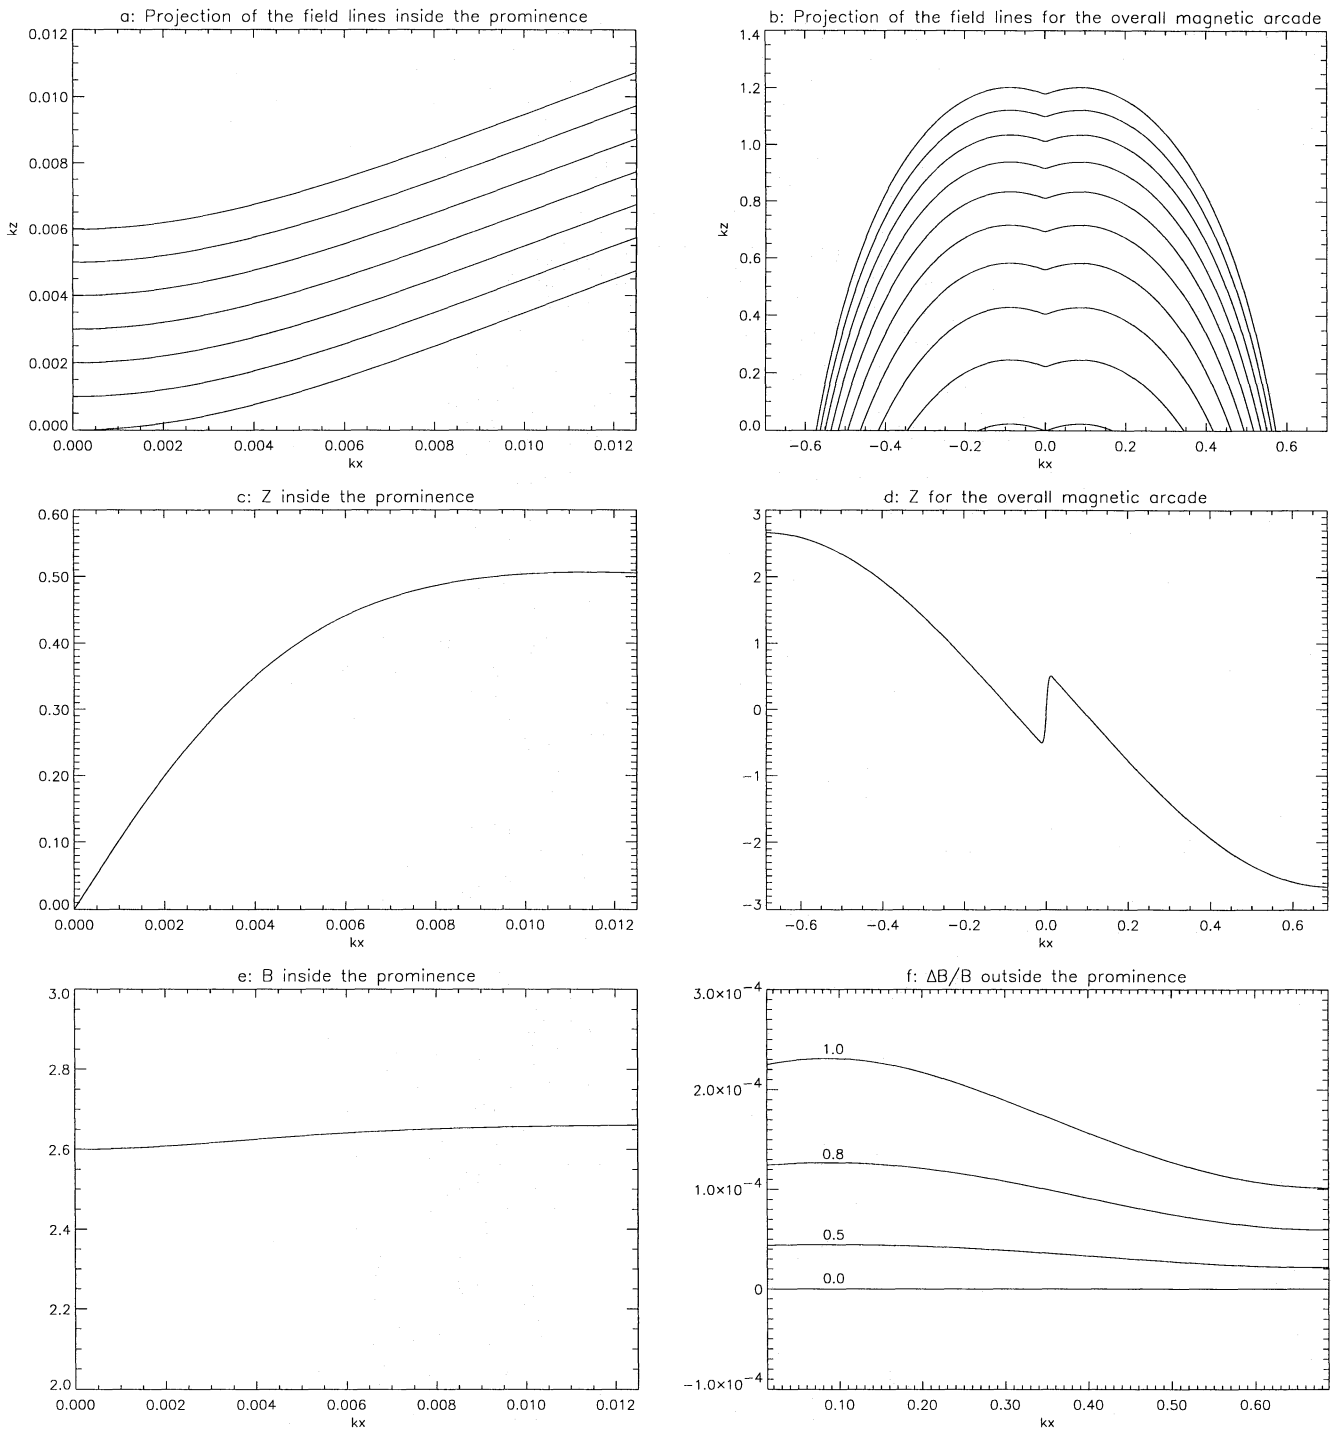 a: Projection of the field lines inside the prominence
0.012
0.010
0.008
0.006
0.004
0.002
0.000
kz
0.000 0.002 0.004 0.006 0.008 0.010 0.012
kx
b: Projection of the field lines for the overall magnetic arcade
1.4
1.2
1.0
0.8
0.6
0.4
0.2
0.0
kz
−0.6 −0.4 −0.2 0.0 0.2 0.4 0.6
kx
c: Z inside the prominence
0.60
0.50
0.40
0.30
0.20
0.10
0.00
0.000 0.002 0.004 0.006 0.008 0.010 0.012
kx
d: Z for the overall magnetic arcade
3
2
1
0
−1
−2
−3
−0.6 −0.4 −0.2 0.0 0.2 0.4 0.6
kx
e: B inside the prominence
3.0
2.8
2.6
2.4
2.2
2.0
0.000 0.002 0.004 0.006 0.008 0.010 0.012
kx
f: ΔB/B outside the prominence
3.0×10⁻⁴
2.0×10⁻⁴
1.0×10⁻⁴
0
−1.0×10⁻⁴
1.0
0.8
0.5
0.0
0.10 0.20 0.30 0.40 0.50 0.60
kx